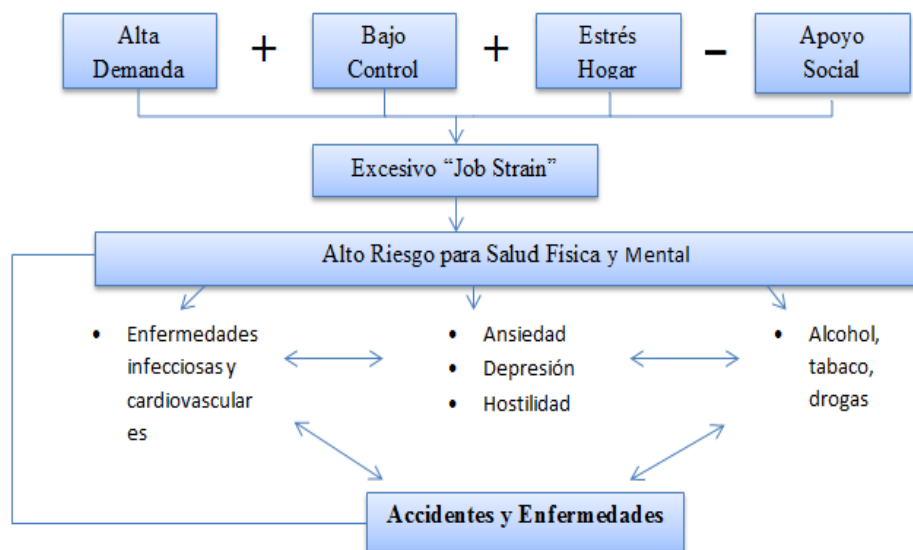 Alta
Demanda
+
Bajo
Control
+
Estrés
Hogar
–
Apoyo
Social
Excesivo “Job Strain”
Alto Riesgo para Salud Física y Mental
• Enfermedades
infecciosas y
cardiovascular
es
• Ansiedad
• Depresión
• Hostilidad
• Alcohol,
tabaco,
drogas
Accidentes y Enfermedades